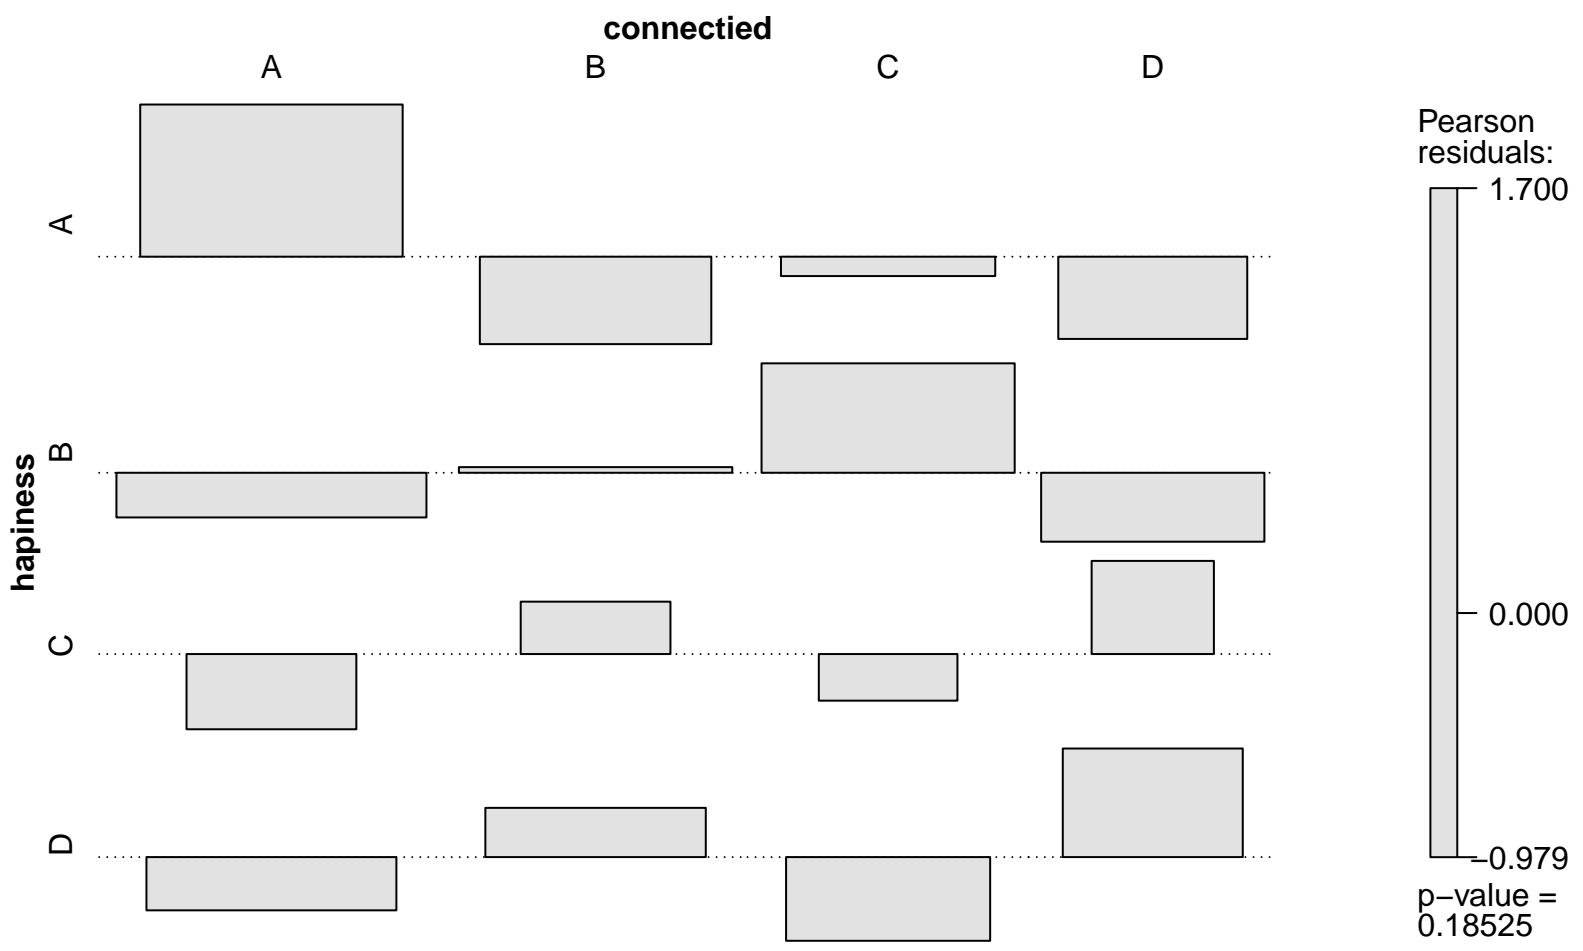 connectied
A B C D
Pearson
residuals:
1.700
0.000
−0.979
p−value =
0.18525
hapiness
A
B
C
D